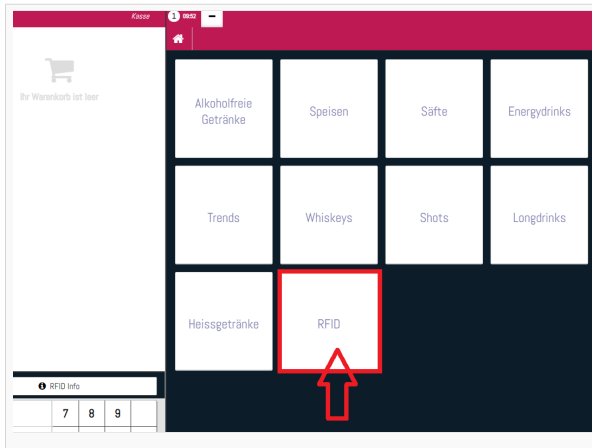 Kasse
1 09:52
Ihr Warenkorb ist leer
Alkoholfreie
Getränke
Speisen
Säfte
Energydrinks
Trends
Whiskeys
Shots
Longdrinks
Heissgetränke
RFID
RFID Info
7 8 9